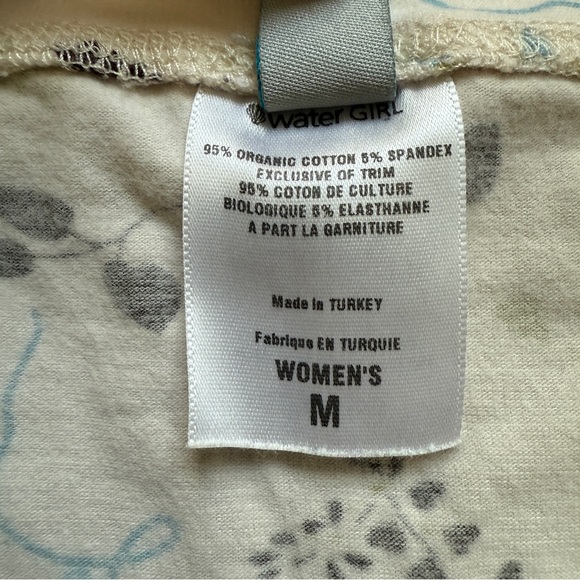 Water GIRL
95% ORGANIC COTTON 5% SPANDEX
EXCLUSIVE OF TRIM
95% COTON DE CULTURE
BIOLOGIQUE 5% ELASTHANNE
A PART LA GARNITURE
Made in TURKEY
Fabrique EN TURQUIE
WOMEN'S
M